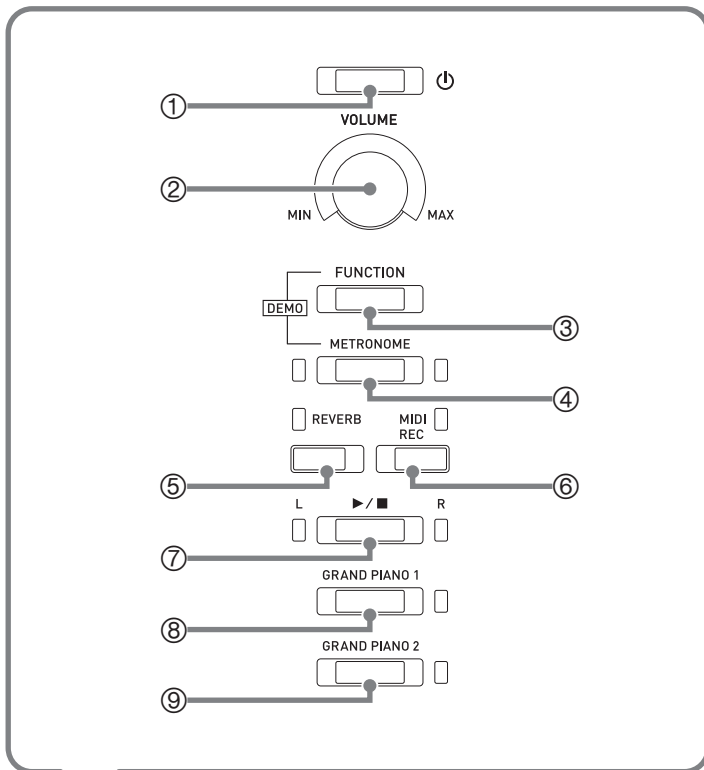 ①
VOLUME
②
MIN MAX
FUNCTION
DEMO
③
METRONOME
④
REVERB MIDI
REC
⑤ ⑥
L ▶/■ R
⑦
GRAND PIANO 1
⑧
GRAND PIANO 2
⑨